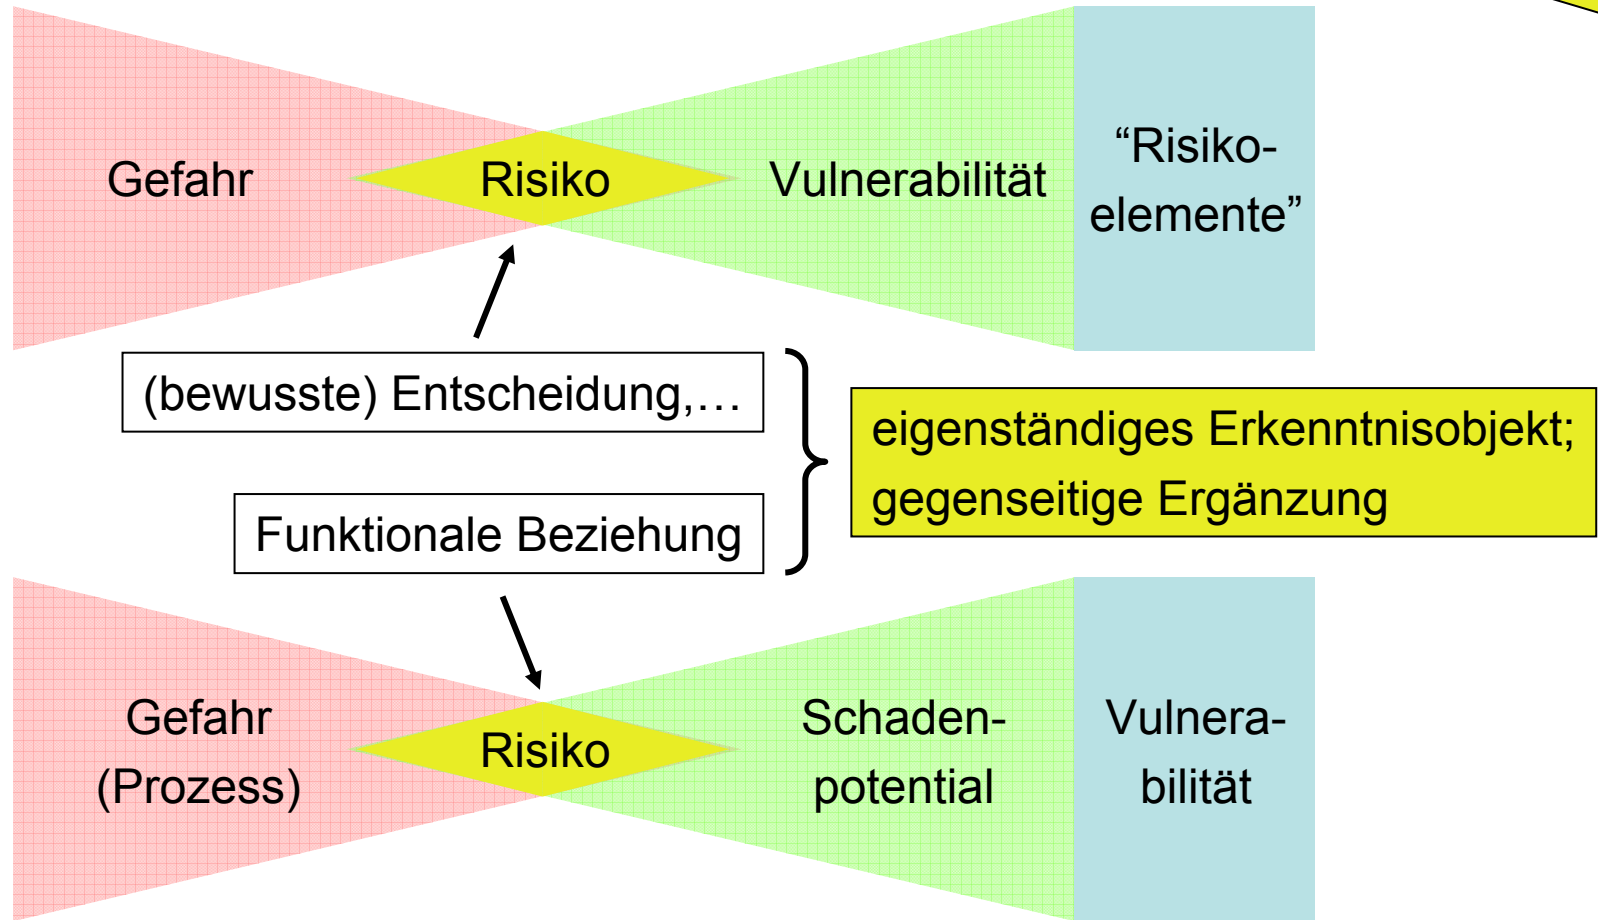 Gefahr
Risiko
Vulnerabilität
“Risiko-
elemente”
(bewusste) Entscheidung,…
Funktionale Beziehung
eigenständiges Erkenntnisobjekt;
gegenseitige Ergänzung
Gefahr
(Prozess)
Risiko
Schaden-
potential
Vulnera-
bilität